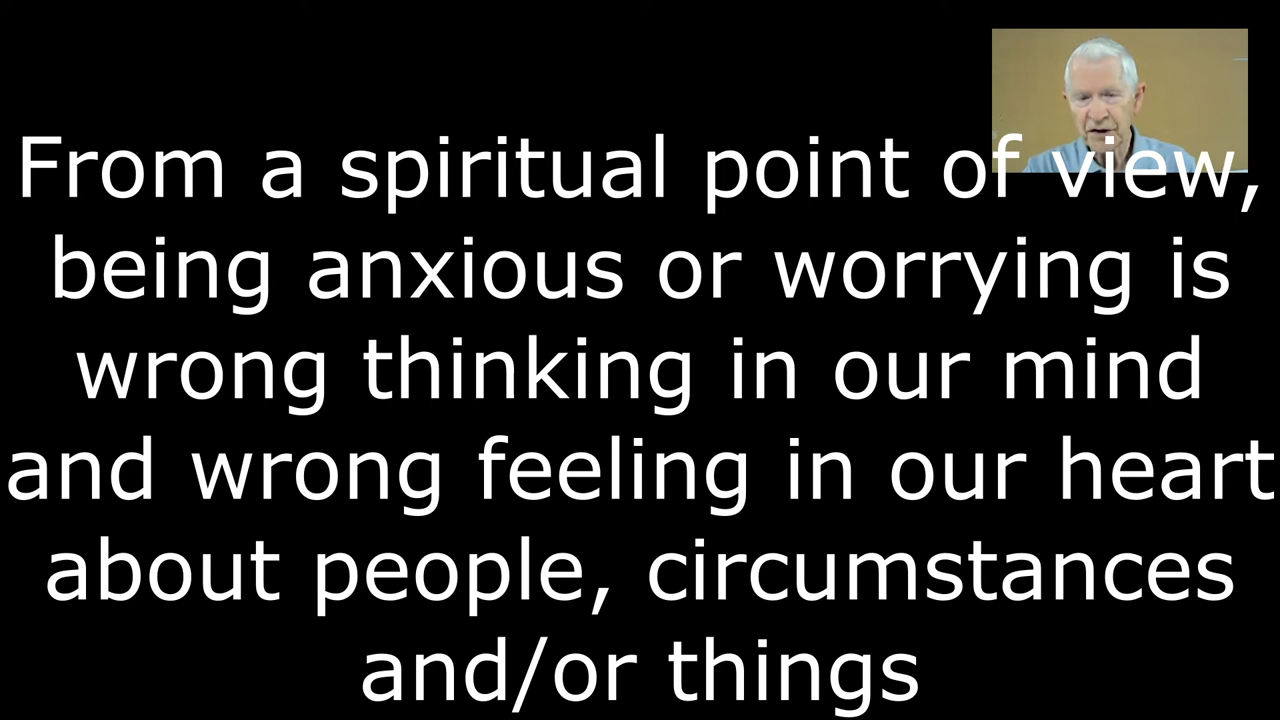 From a spiritual point of view,
being anxious or worrying is
wrong thinking in our mind
and wrong feeling in our heart
about people, circumstances
and/or things